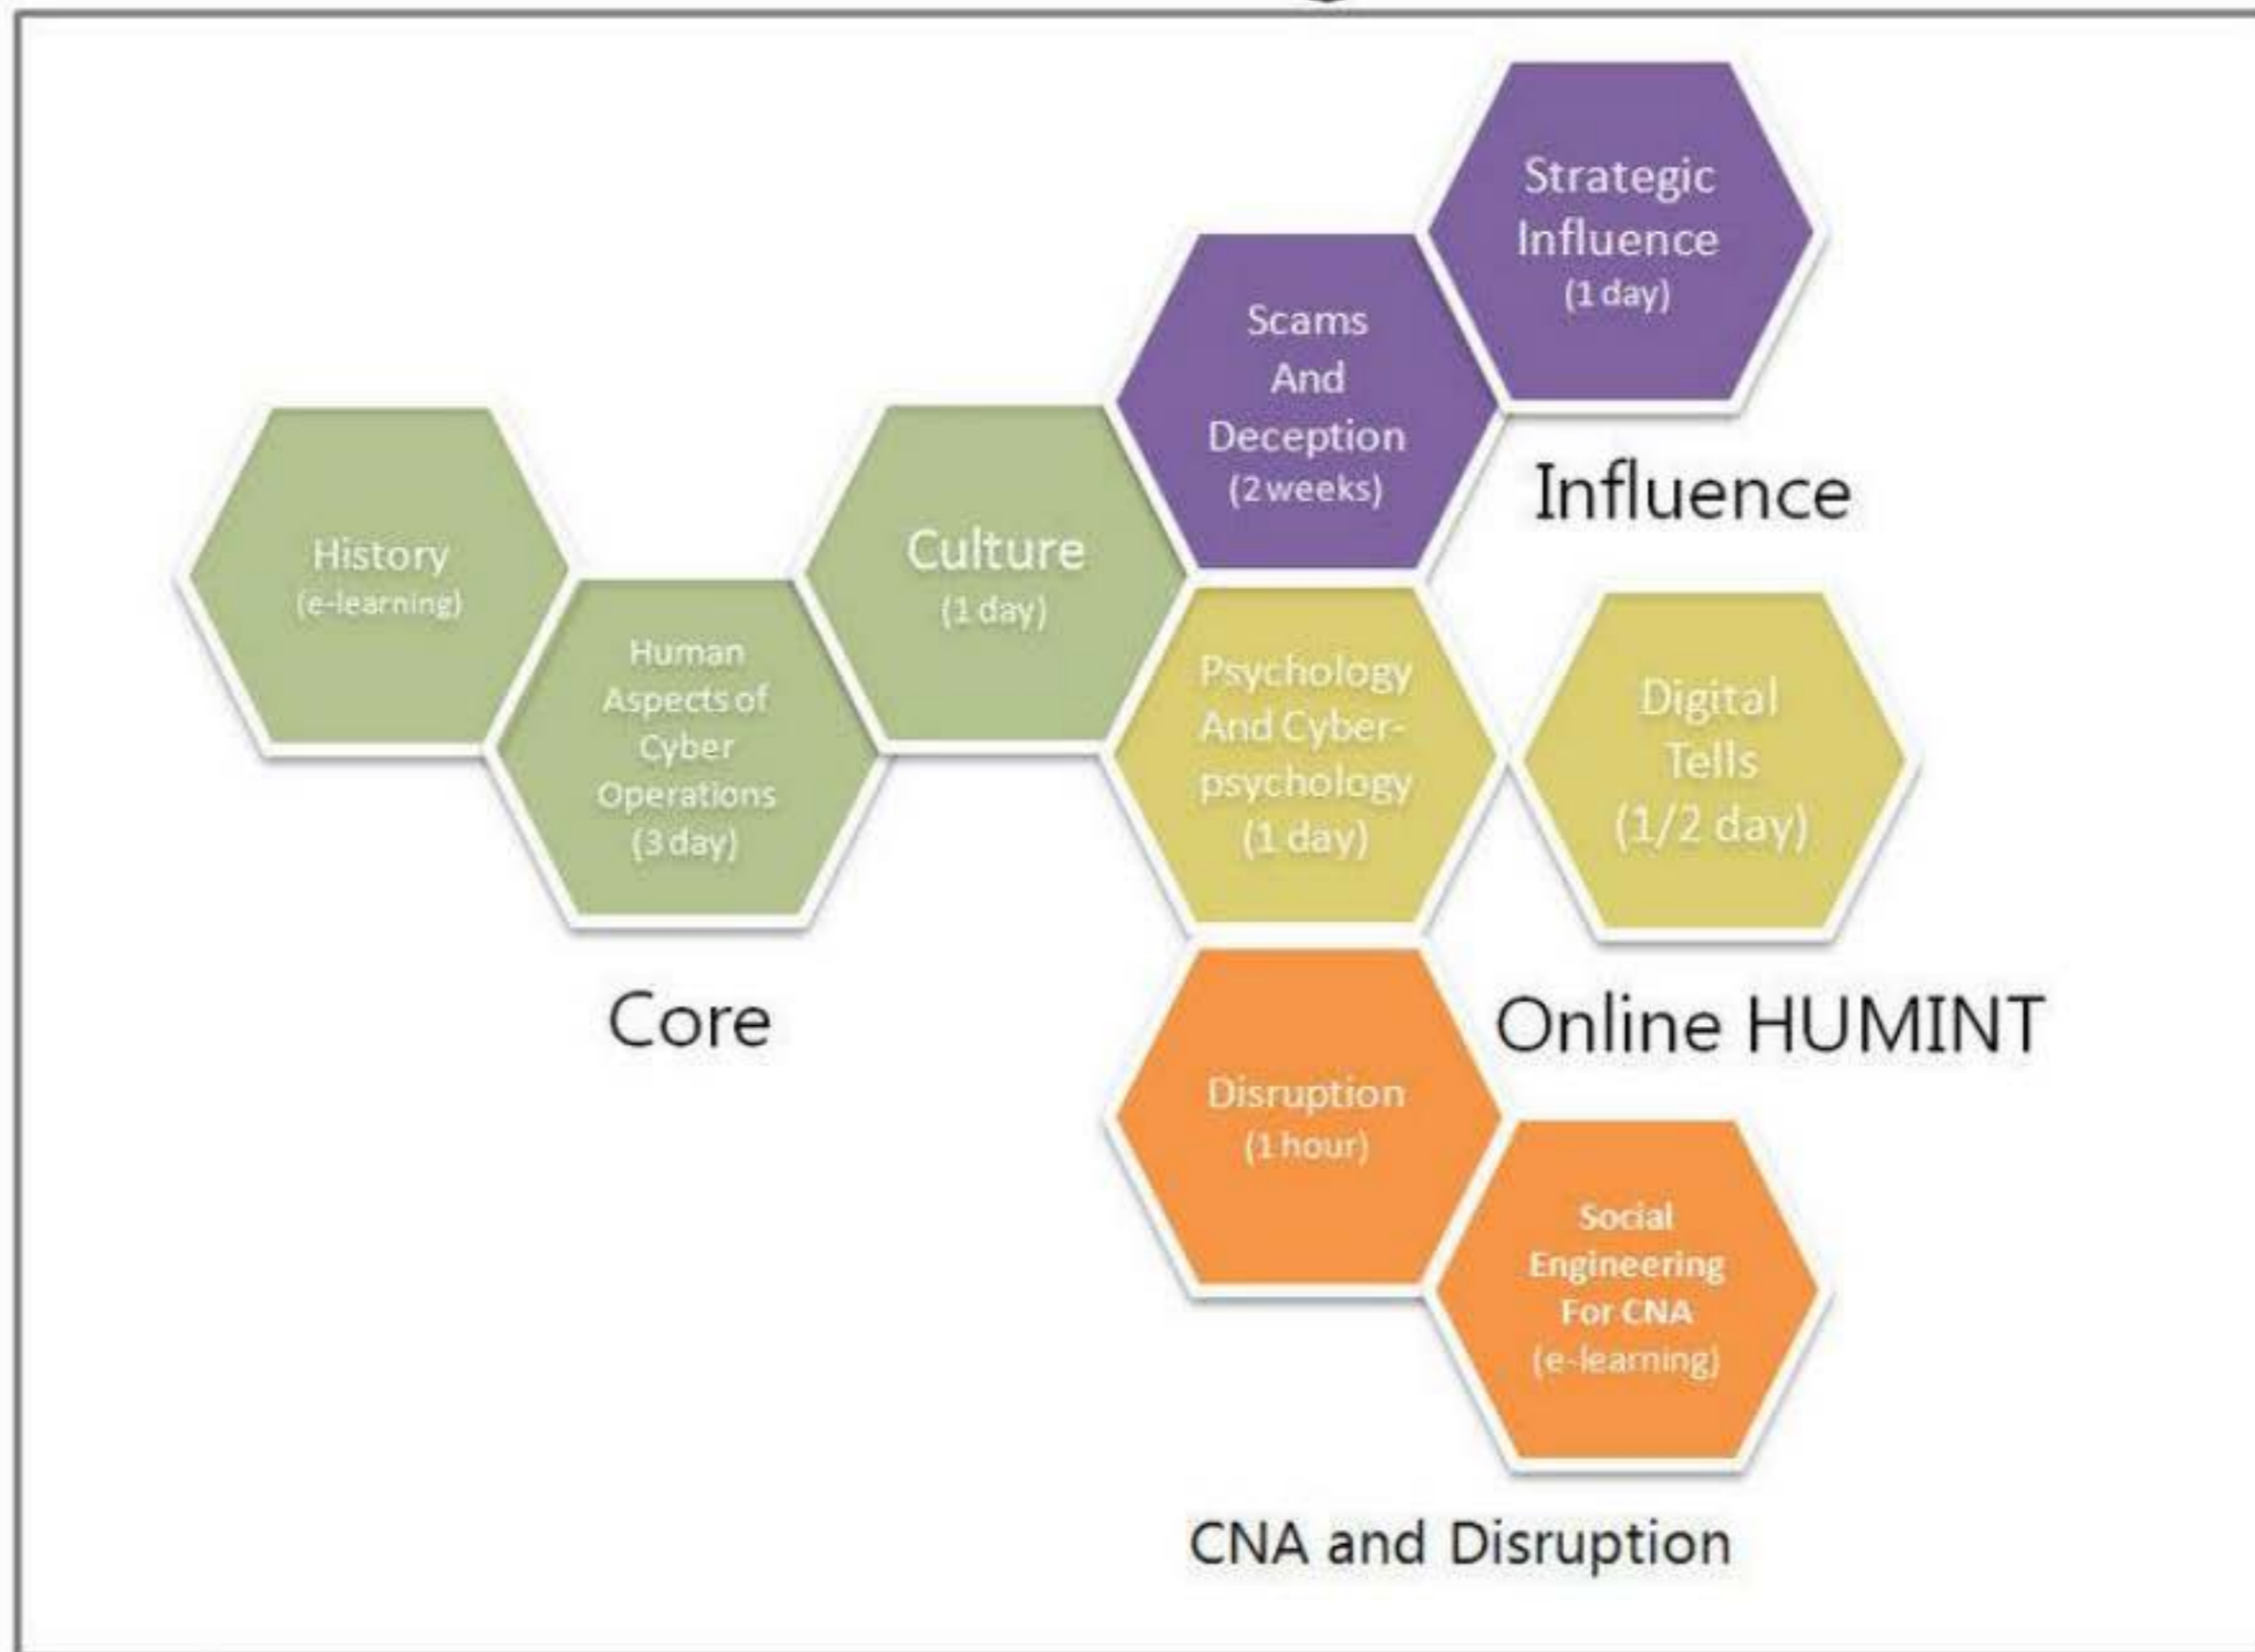 Strategic
Influence
(1 day)
Scams
And
Deception
(2 weeks)
Influence
History
(e-learning)
Human
Aspects of
Cyber
Operations
(3 day)
Culture
(1 day)
Core
Psychology
And Cyber-
psychology
(1 day)
Digital
Tells
(1/2 day)
Online HUMINT
Disruption
(1 hour)
Social
Engineering
For CNA
(e-learning)
CNA and Disruption